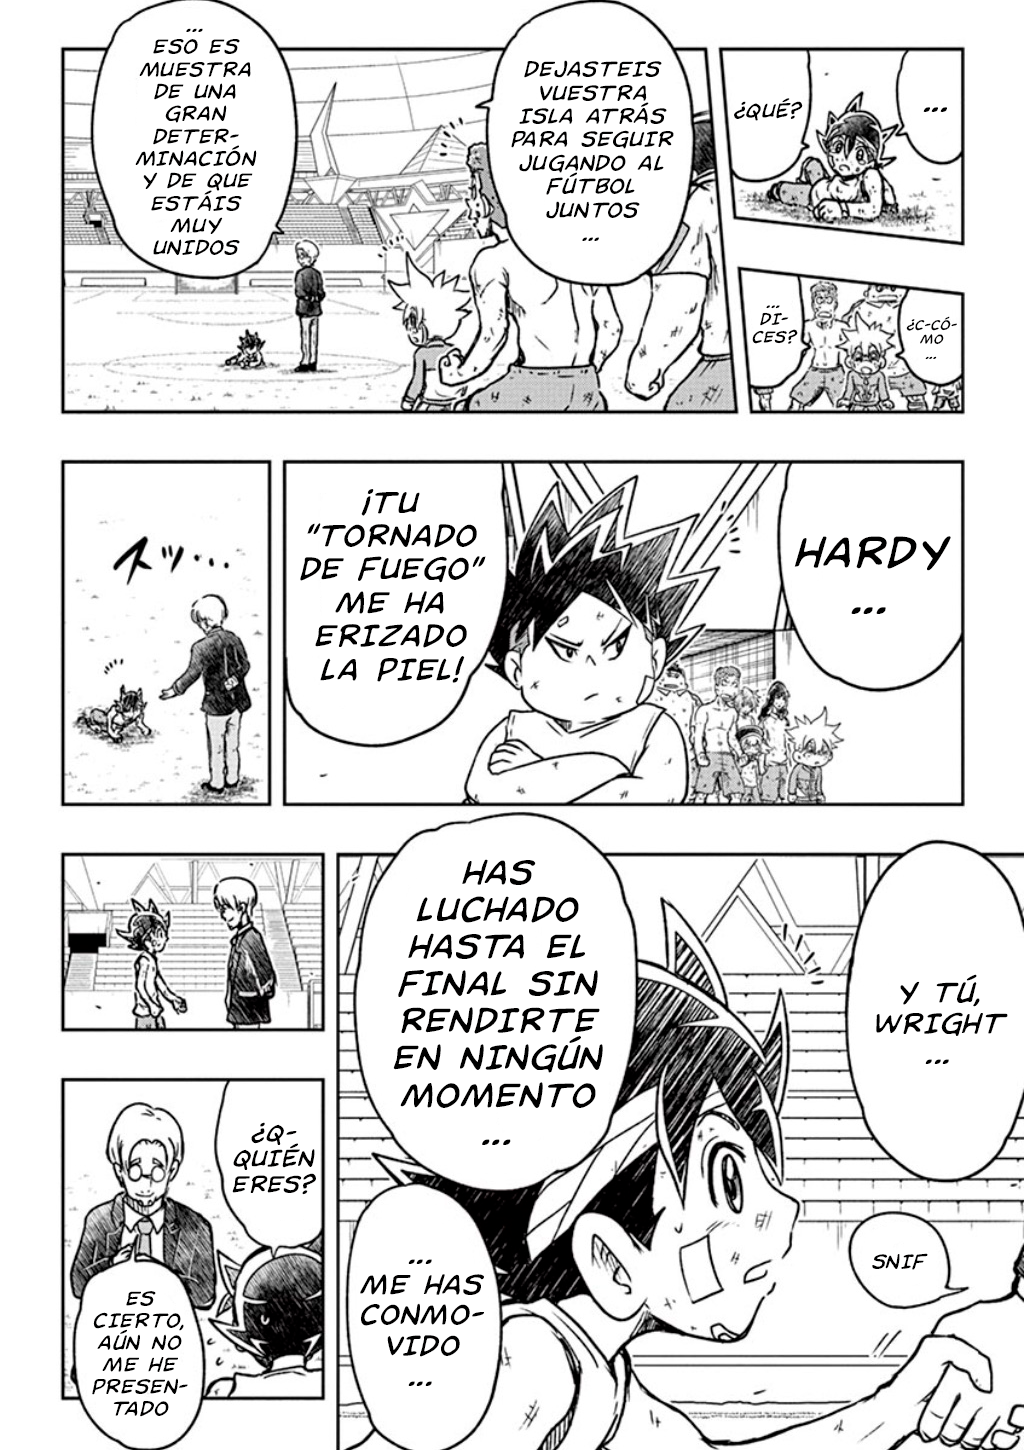 ...
¿QUÉ?
¿C-CÓ-
MO
...
...
DI-
CES?
DEJASTEIS
VUESTRA
ISLA ATRÁS
PARA SEGUIR
JUGANDO AL
FÚTBOL
JUNTOS
...
...
ESO ES
MUESTRA
DE UNA
GRAN
DETER-
MINACIÓN
Y DE QUE
ESTÁIS
MUY
UNIDOS
HARDY
...
¡TU
“TORNADO
DE FUEGO”
ME HA
ERIZADO
LA PIEL!
スッ...
Y TÚ,
WRIGHT
...
HAS
LUCHADO
HASTA EL
FINAL SIN
RENDIRTE
EN NINGÚN
MOMENTO
...
SNIF
...
ME HAS
CONMO-
VIDO
...
¿Q-
QUIÉN
ERES?
ES
CIERTO,
AÚN NO
ME HE
PRESEN-
TADO